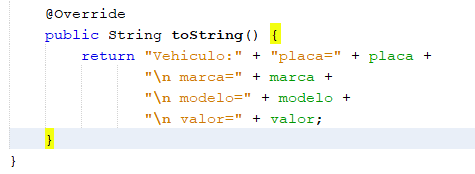 @Override
public String toString() {
return "Vehiculo:" + "placa=" + placa +
"\n marca=" + marca +
"\n modelo=" + modelo +
"\n valor=" + valor;
}
}